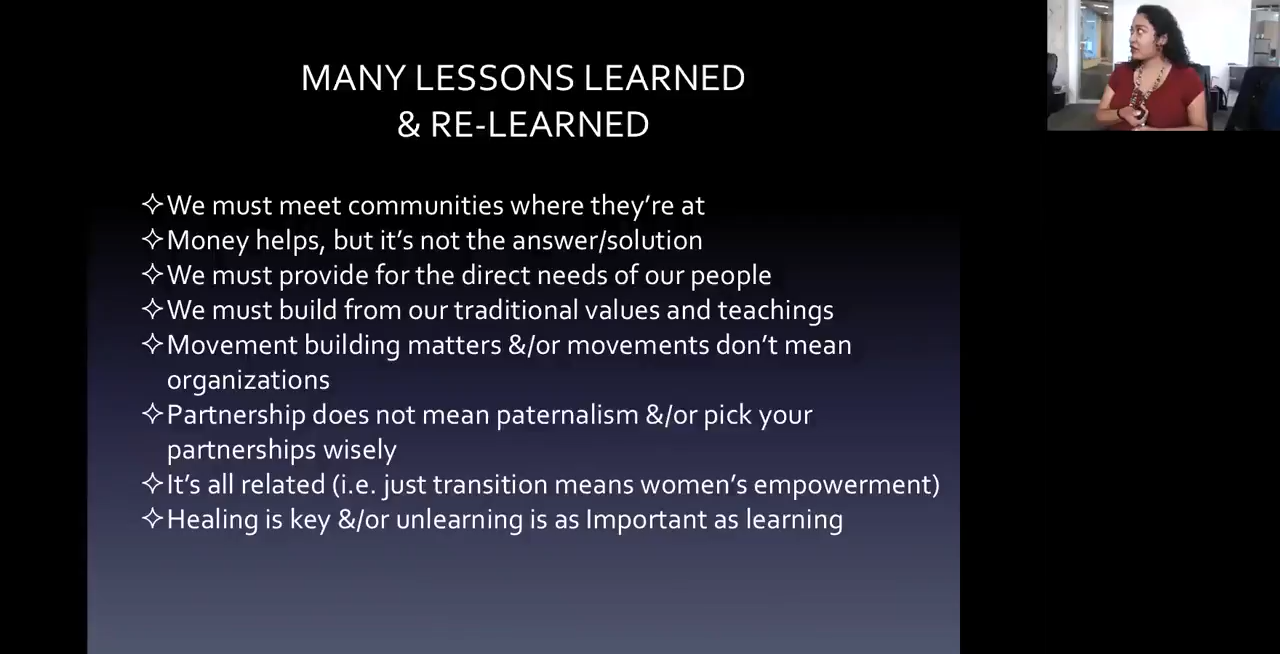 MANY LESSONS LEARNED
& RE-LEARNED
✧We must meet communities where they’re at
✧Money helps, but it’s not the answer/solution
✧We must provide for the direct needs of our people
✧We must build from our traditional values and teachings
✧Movement building matters &/or movements don’t mean
organizations
✧Partnership does not mean paternalism &/or pick your
partnerships wisely
✧It’s all related (i.e. just transition means women’s empowerment)
✧Healing is key &/or unlearning is as Important as learning